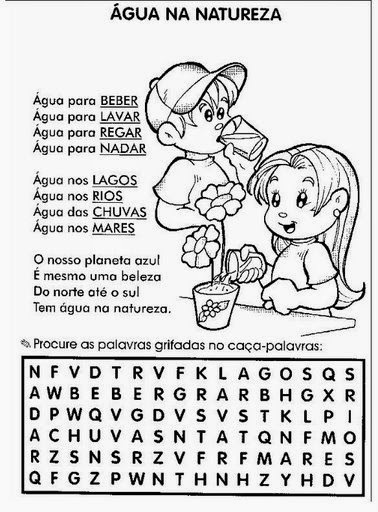 ÁGUA NA NATUREZA
Água para BEBER
Água para LAVAR
Água para REGAR
Água para NADAR
Água nos LAGOS
Água nos RIOS
Água das CHUVAS
Água nos MARES
O nosso planeta azul
É mesmo uma beleza
Do norte até o sul
Tem água na natureza.
Procure as palavras grifadas no caça-palavras:
N F V D T R V F K L A G O S Q S
A W B E B E R G R A R B H G X R
D P W Q V G D V S V S T K L P I
A C H U V A S N T A T Q N F M O
R Z S N S R Z V F R F M A R E S
Q F G Z P W N T H N H Z Y H D V